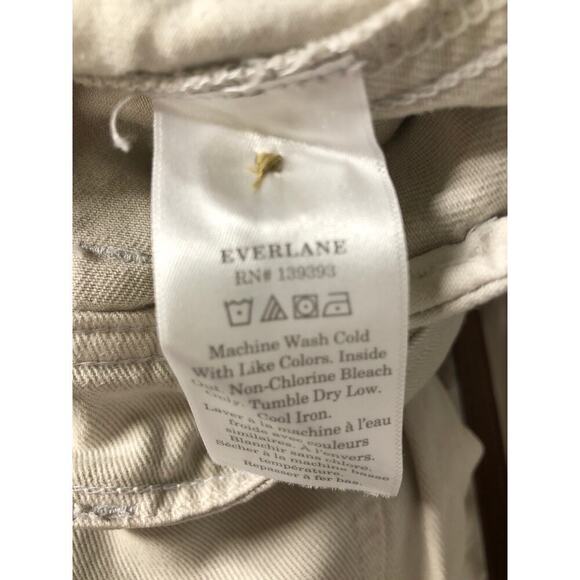 EVERLANE
RN# 139393
Machine Wash Cold
With Like Colors. Inside
Out. Non-Chlorine Bleach
Only. Tumble Dry Low.
Cool Iron.
Laver à la machine à l'eau
froide avec couleurs
similaires. À l'envers.
Blanchir sans chlore.
Sécher à la machine, basse
température.
Repasser à fer bas.